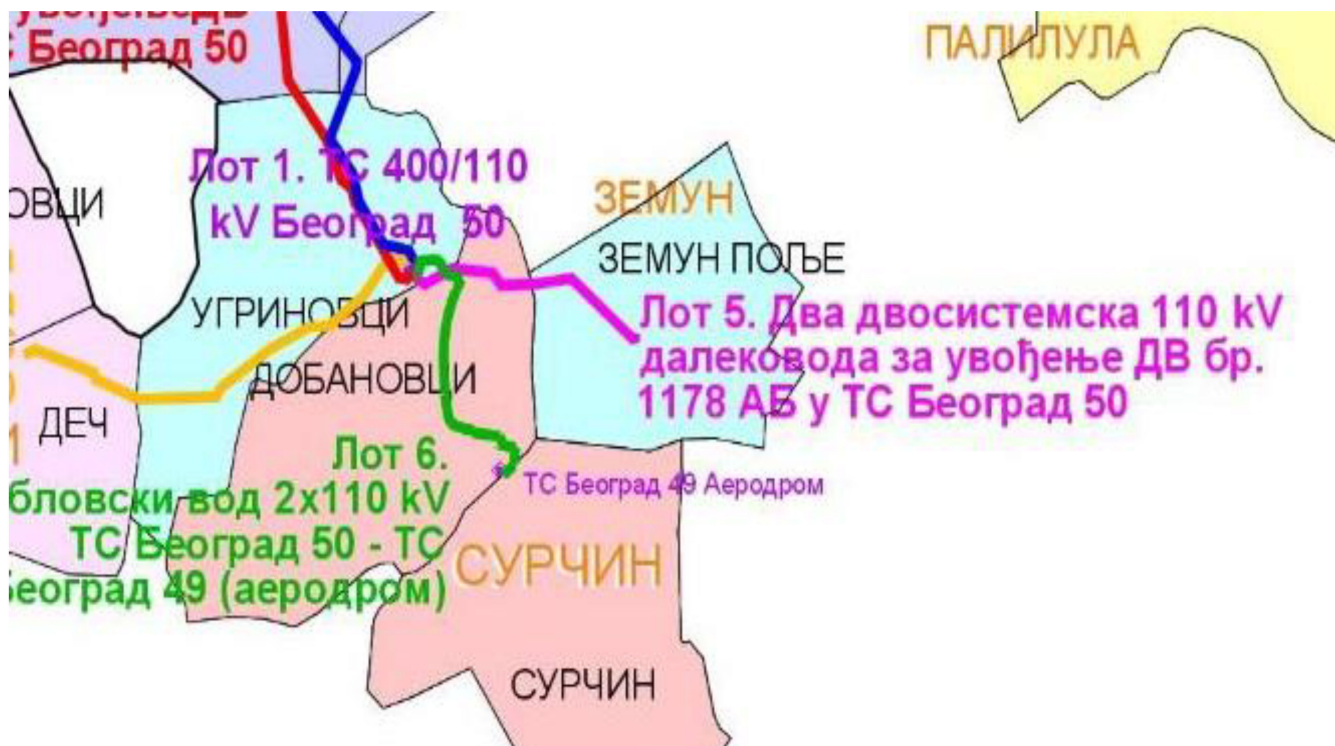 Београд 50
ПАЛИЛУЛА
Лот 1. ТС 400/110
kV Београд 50
ЗЕМУН
ЗЕМУН ПОЉЕ
ОВЦИ
УГРИНОВЦИ
Лот 5. Два двосистемска 110 kV
далековода за увођење ДВ бр.
1178 АБ у ТС Београд 50
ДОБАНОВЦИ
ДЕЧ
Лот 6.
бловски вод 2x110 kV
ТС Београд 50 - ТС
Београд 49 (аеродром)
ТС Београд 49 Аеродром
СУРЧИН
СУРЧИН